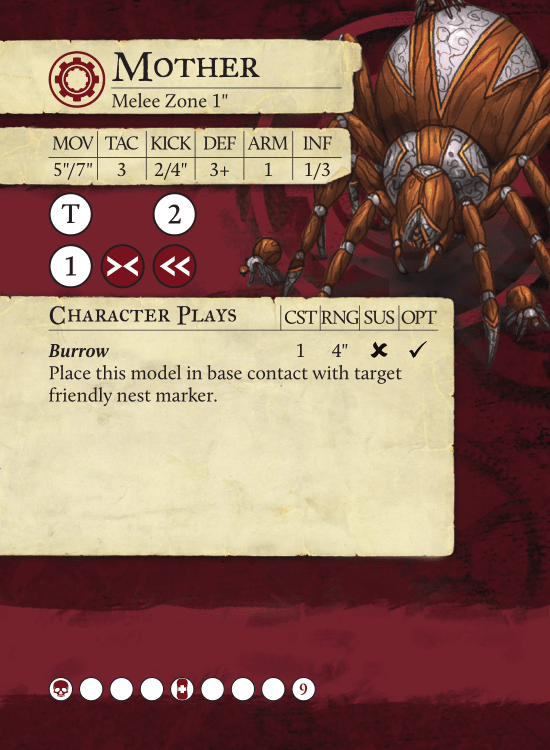 Mother
Melee Zone 1"
MOV TAC KICK DEF ARM INF
5"/7" 3 2/4" 3+ 1 1/3
T 2
1
Character Plays CST RNG SUS OPT
Burrow 1 4" ✘ ✓
Place this model in base contact with target
friendly nest marker.
9